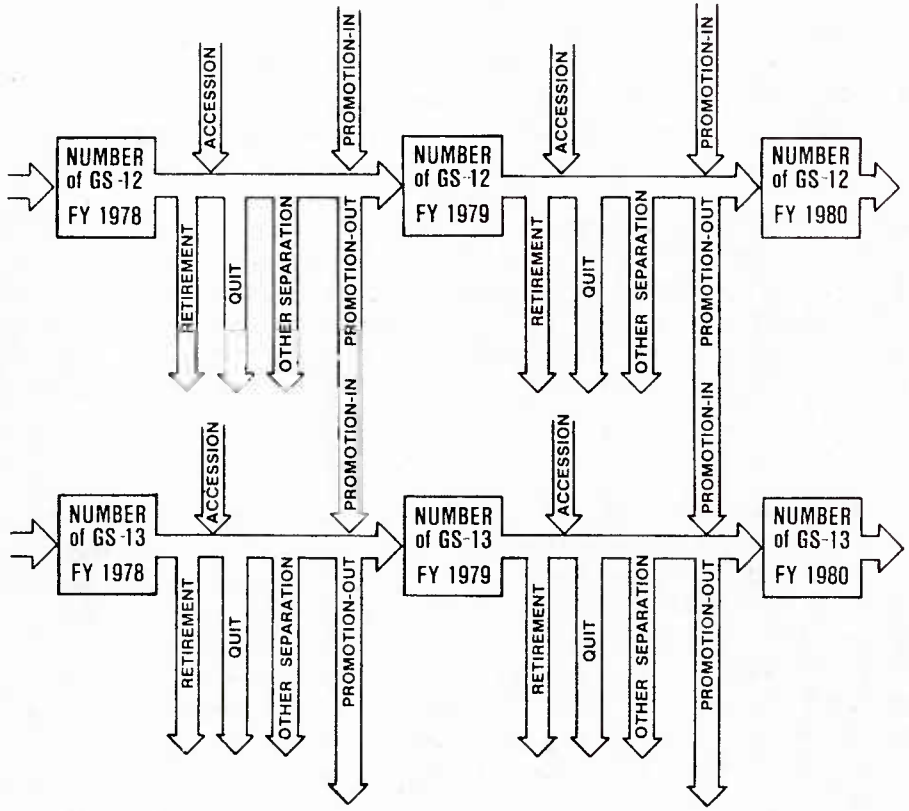 ACCESSION
PROMOTION-IN
ACCESSION
PROMOTION-IN
NUMBER
of GS-12
FY 1978
NUMBER
of GS-12
FY 1979
NUMBER
of GS-12
FY 1980
RETIREMENT
QUIT
OTHER SEPARATION
PROMOTION-OUT
RETIREMENT
QUIT
OTHER SEPARATION
PROMOTION-OUT
ACCESSION
PROMOTION-IN
ACCESSION
PROMOTION-IN
NUMBER
of GS-13
FY 1978
NUMBER
of GS-13
FY 1979
NUMBER
of GS-13
FY 1980
RETIREMENT
QUIT
OTHER SEPARATION
PROMOTION-OUT
RETIREMENT
QUIT
OTHER SEPARATION
PROMOTION-OUT